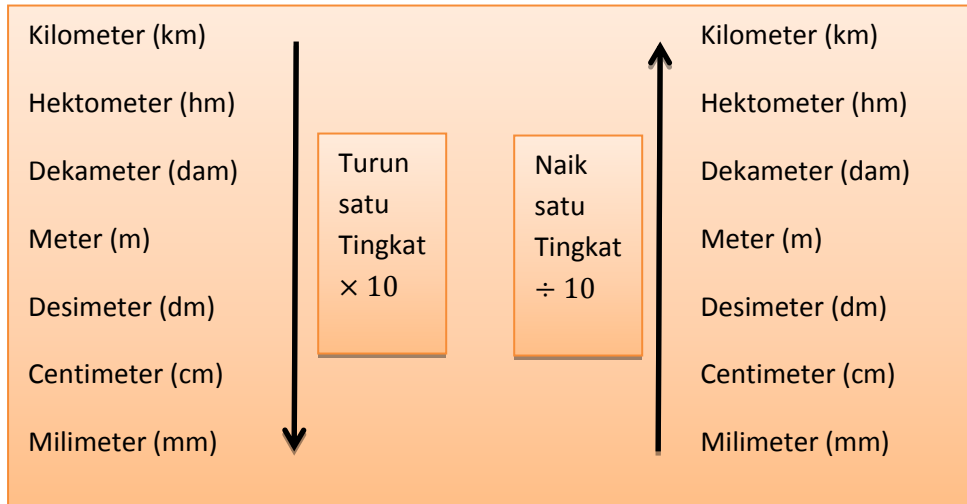 Kilometer (km)
Hektometer (hm)
Dekameter (dam)
Meter (m)
Desimeter (dm)
Centimeter (cm)
Milimeter (mm)
Turun
satu
Tingkat
× 10
Naik
satu
Tingkat
÷ 10
Kilometer (km)
Hektometer (hm)
Dekameter (dam)
Meter (m)
Desimeter (dm)
Centimeter (cm)
Milimeter (mm)